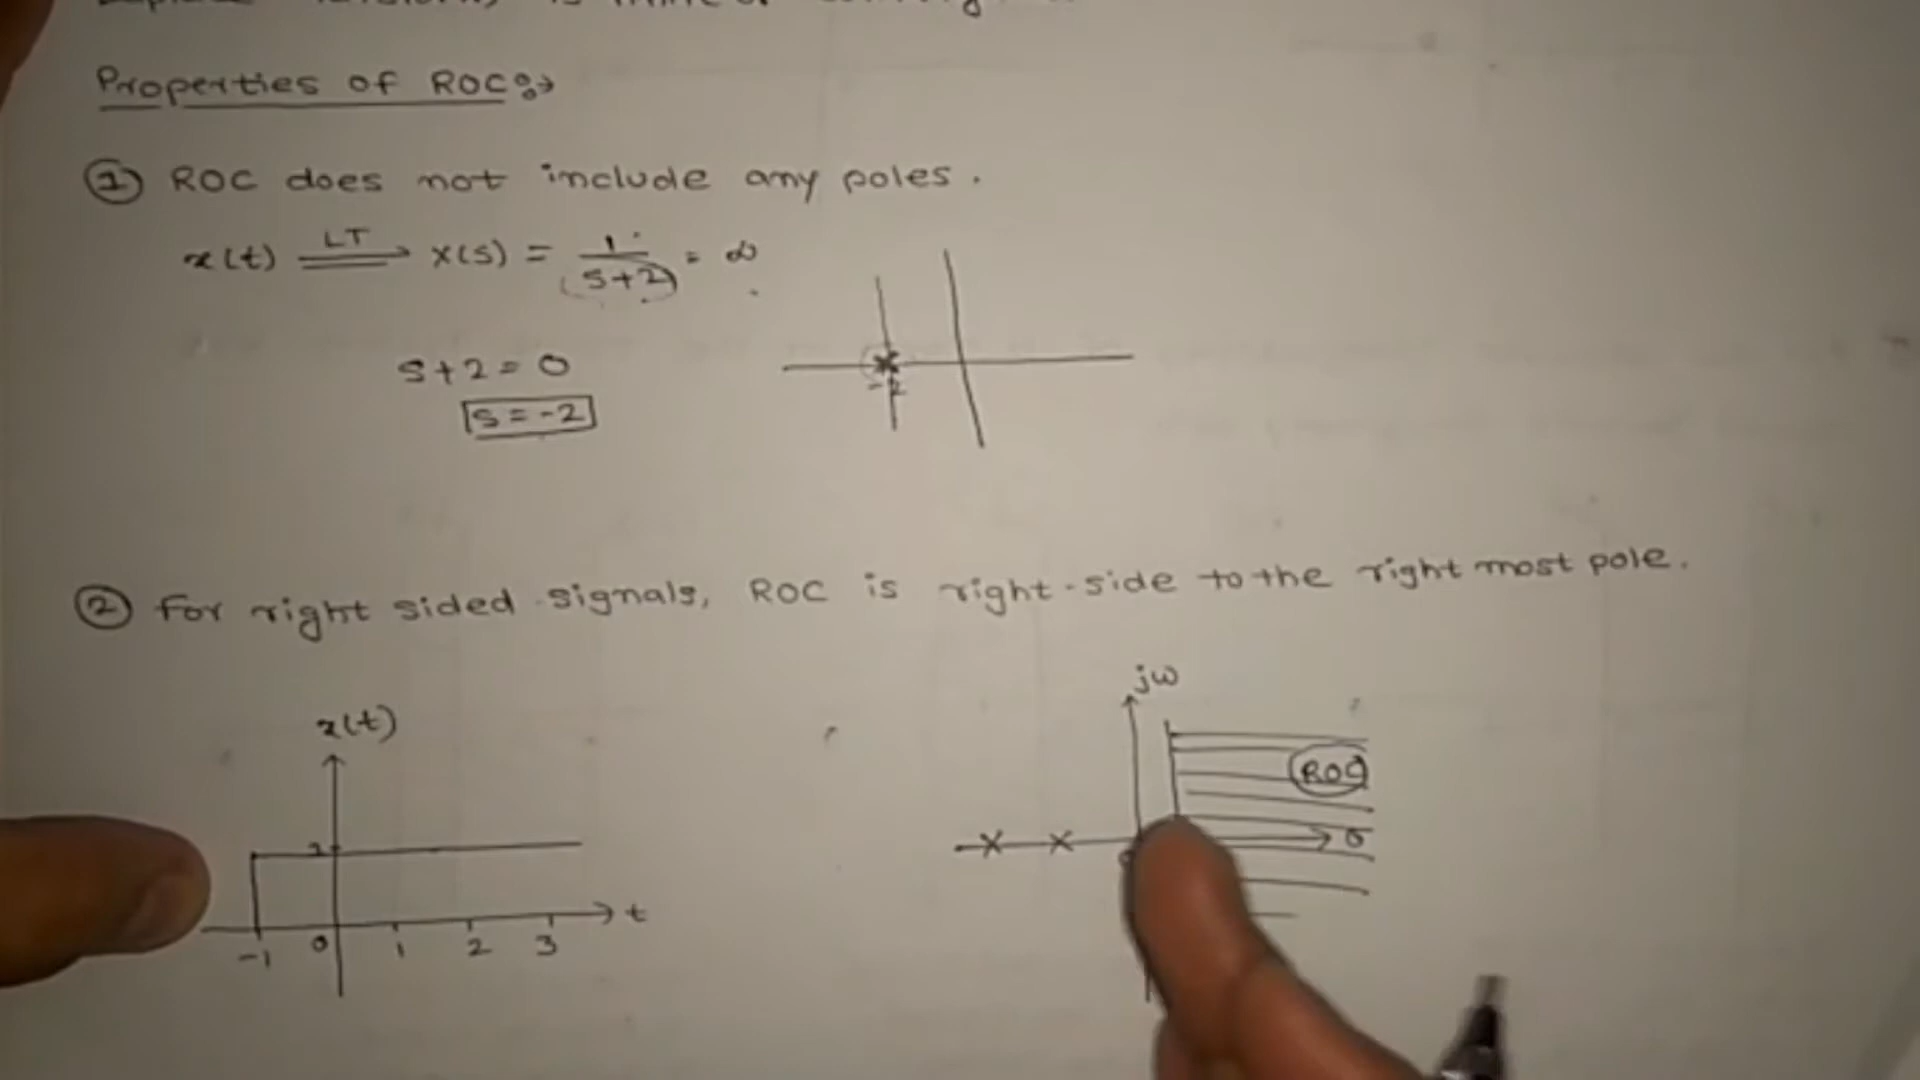 Properties of ROC:→
① ROC does not include any poles.
x(t) LT X(s) = 1/(s+2) = ∞
s+2=0
s=-2
-2
② For right sided signals, ROC is right-side to the right most pole.
x(t)
1
-1 0 1 2 3 t
jω
ROC
σ